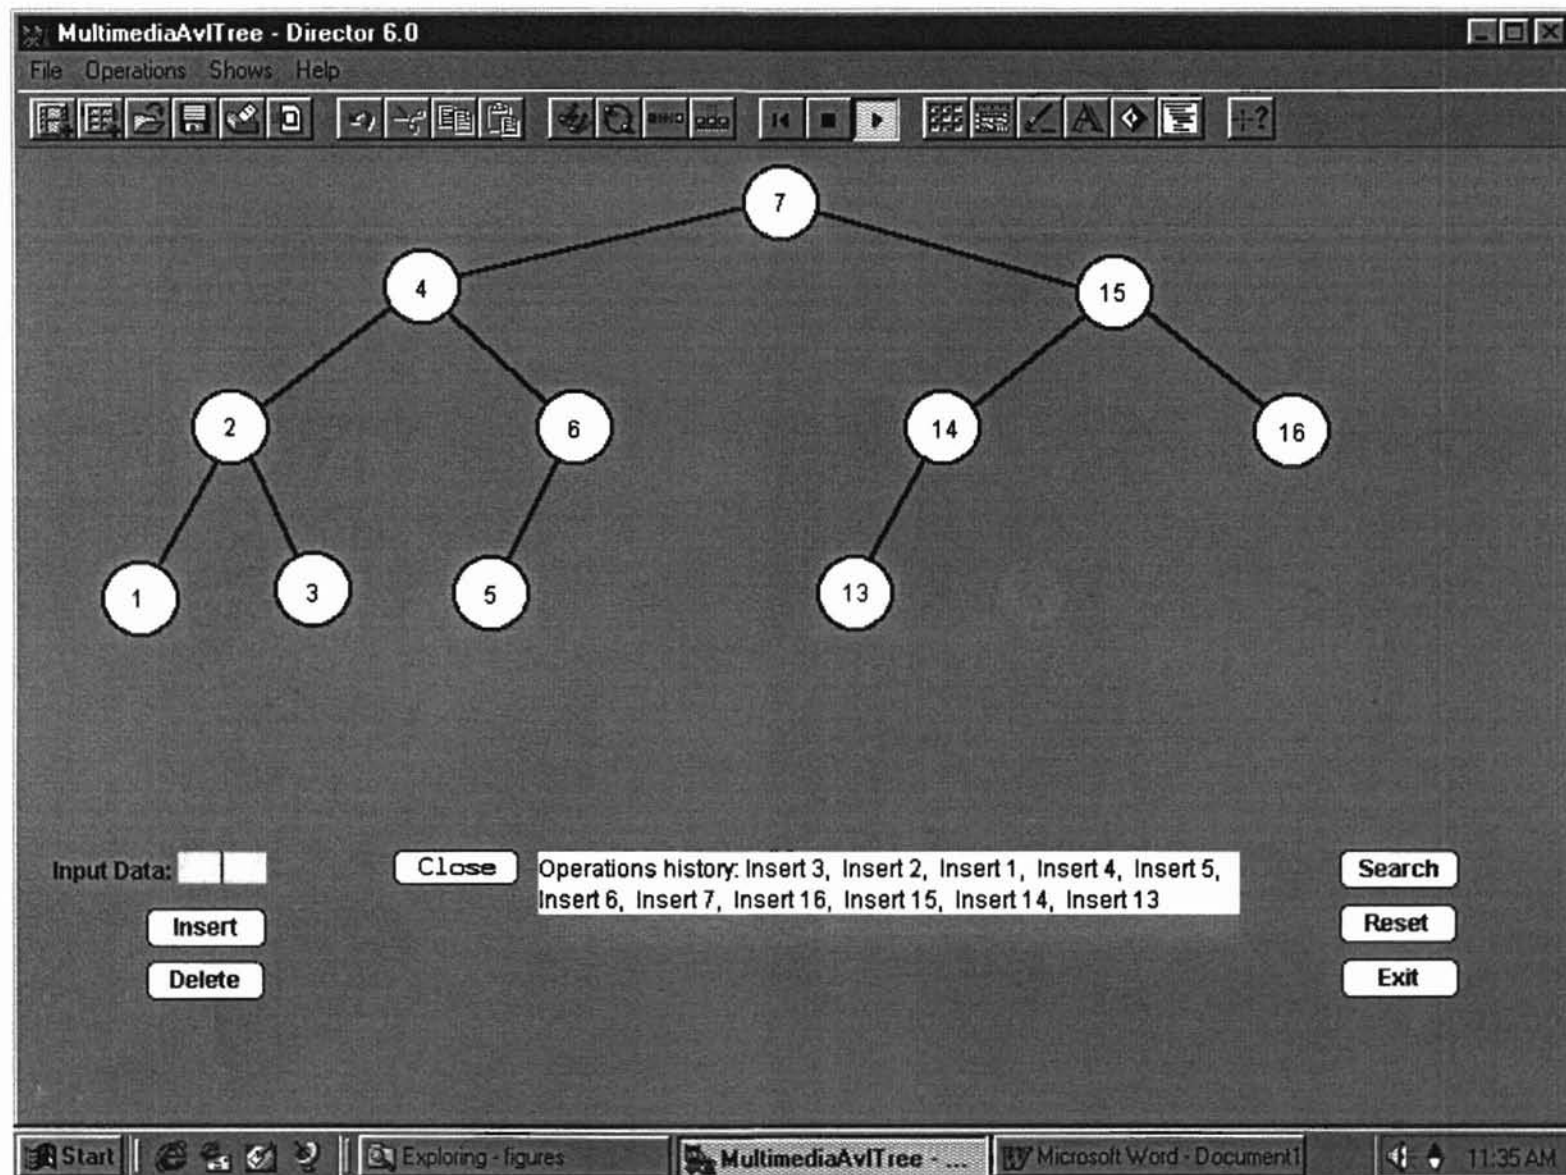 MultimediaAvlTree - Director 6.0
File Operations Shows Help
7
4
15
2
6
14
16
1
3
5
13
Input Data:
Close
Operations history: Insert 3, Insert 2, Insert 1, Insert 4, Insert 5,
Insert 6, Insert 7, Insert 16, Insert 15, Insert 14, Insert 13
Search
Insert
Reset
Delete
Exit
Start
Exploring - figures
MultimediaAvlTree - ...
Microsoft Word - Document1
11:35 AM